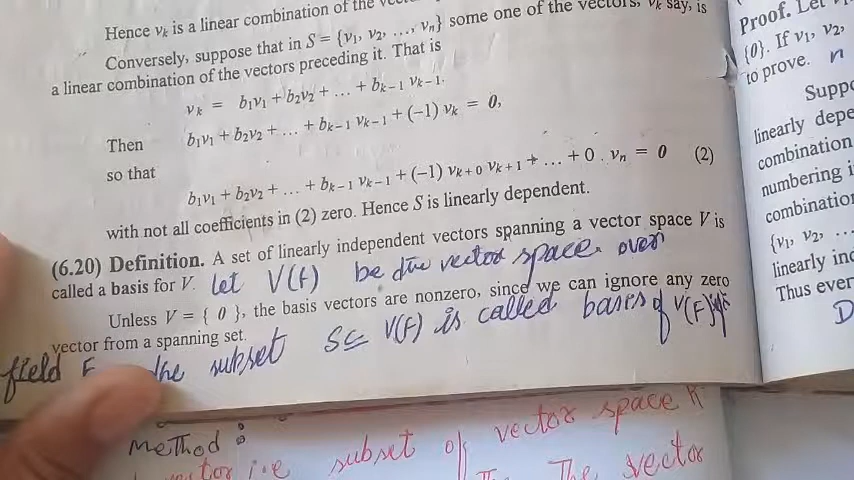 Hence vₖ is a linear combination of the
Conversely, suppose that in S = {v₁, v₂, ..., vₙ} some one of the vectors, vₖ say, is
a linear combination of the vectors preceding it. That is
vₖ = b₁v₁ + b₂v₂ + ... + bₖ₋₁ vₖ₋₁.
Then b₁v₁ + b₂v₂ + ... + bₖ₋₁ vₖ₋₁ + (-1) vₖ = 0,
so that
b₁v₁ + b₂v₂ + ... + bₖ₋₁ vₖ₋₁ + (-1) vₖ₊₀ vₖ₊₁ + ... + 0 . vₙ = 0 (2)
with not all coefficients in (2) zero. Hence S is linearly dependent.
(6.20) Definition. A set of linearly independent vectors spanning a vector space V is
called a basis for V. let V(f) be the vector space over
Unless V = { 0 }, the basis vectors are nonzero, since we can ignore any zero
vector from a spanning set.
field F the subset S⊆ V(F) is called bases of V(F) if
Method :
i.e subset of vector space
The vector
Proof. Let
{0}. If v₁, v₂,
to prove. n
linearly depe
combination
numbering i
combination
{v₁, v₂, ...
linearly inc
Thus ever
D